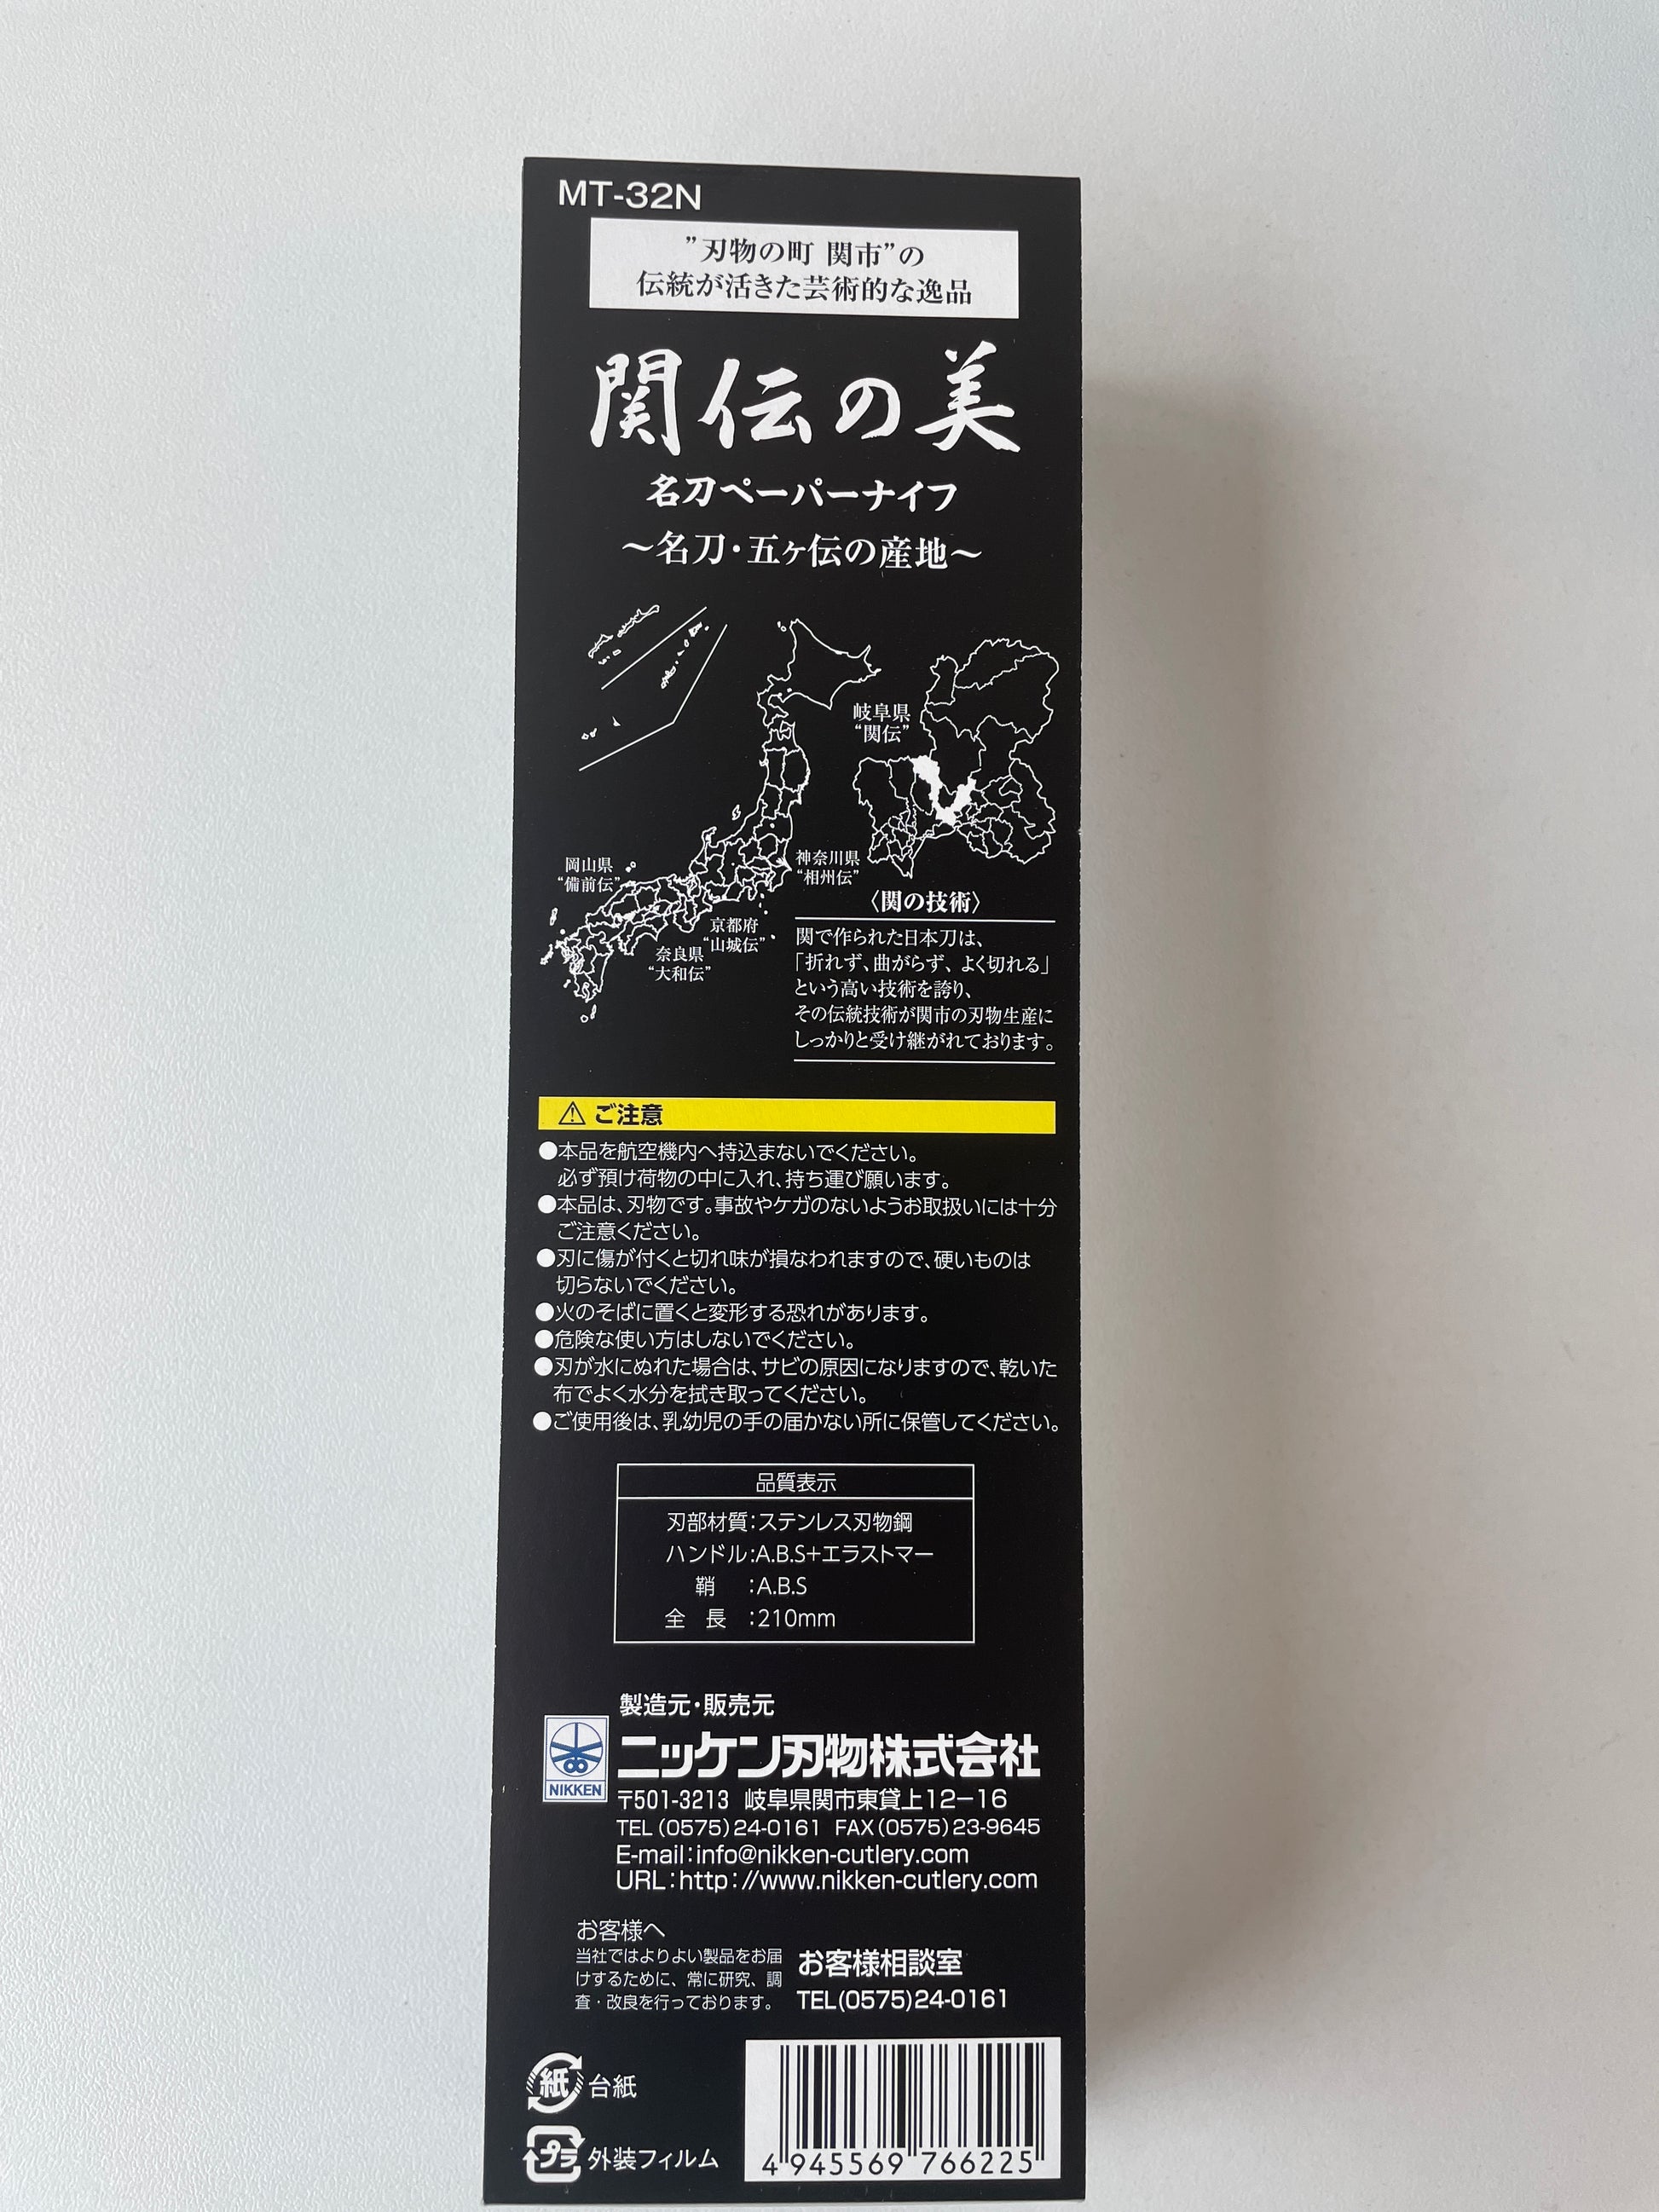 MT-32N
”刃物の町 関市”の
伝統が活きた芸術的な逸品
関伝の美
名刀ペーパーナイフ
～名刀・五ヶ伝の産地～
岐阜県
“関伝”
岡山県
“備前伝”
神奈川県
“相州伝”
京都府
“山城伝”
奈良県
“大和伝”
〈関の技術〉
関で作られた日本刀は、
「折れず、曲がらず、よく切れる」
という高い技術を誇り、
その伝統技術が関市の刃物生産に
しっかりと受け継がれております。
⚠ ご注意
●本品を航空機内へ持込まないでください。
必ず預け荷物の中に入れ、持ち運び願います。
●本品は、刃物です。事故やケガのないようお取扱いには十分
ご注意ください。
●刃に傷が付くと切れ味が損なわれますので、硬いものは
切らないでください。
●火のそばに置くと変形する恐れがあります。
●危険な使い方はしないでください。
●刃が水にぬれた場合は、サビの原因になりますので、乾いた
布でよく水分を拭き取ってください。
●ご使用後は、乳幼児の手の届かない所に保管してください。
品質表示
刃部材質:ステンレス刃物鋼
ハンドル:A.B.S+エラストマー
鞘 :A.B.S
全 長 :210mm
製造元・販売元
NIKKEN
ニッケン刃物株式会社
〒501-3213 岐阜県関市東貸上12－16
TEL(0575)24-0161 FAX(0575)23-9645
E-mail:info@nikken-cutlery.com
URL:http://www.nikken-cutlery.com
お客様へ
当社ではよりよい製品をお届
けするために、常に研究、調
査・改良を行っております。
お客様相談室
TEL(0575)24-0161
紙 台紙
プラ 外装フィルム
4 945569 766225